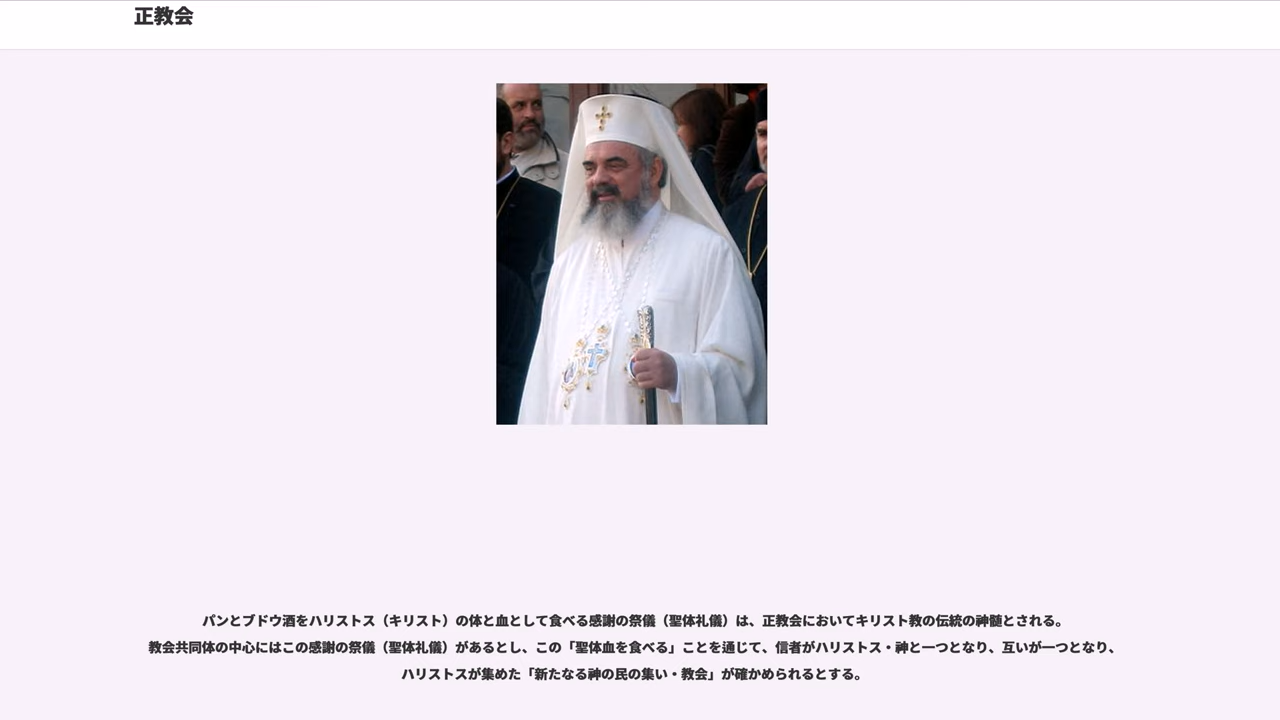 正教会
パンとブドウ酒をハリストス（キリスト）の体と血として食べる感謝の祭儀（聖体礼儀）は、正教会においてキリスト教の伝統の神髄とされる。
教会共同体の中心にはこの感謝の祭儀（聖体礼儀）があるとし、この「聖体血を食べる」ことを通じて、信者がハリストス・神と一つとなり、互いが一つとなり、
ハリストスが集めた「新たなる神の民の集い・教会」が確かめられるとする。